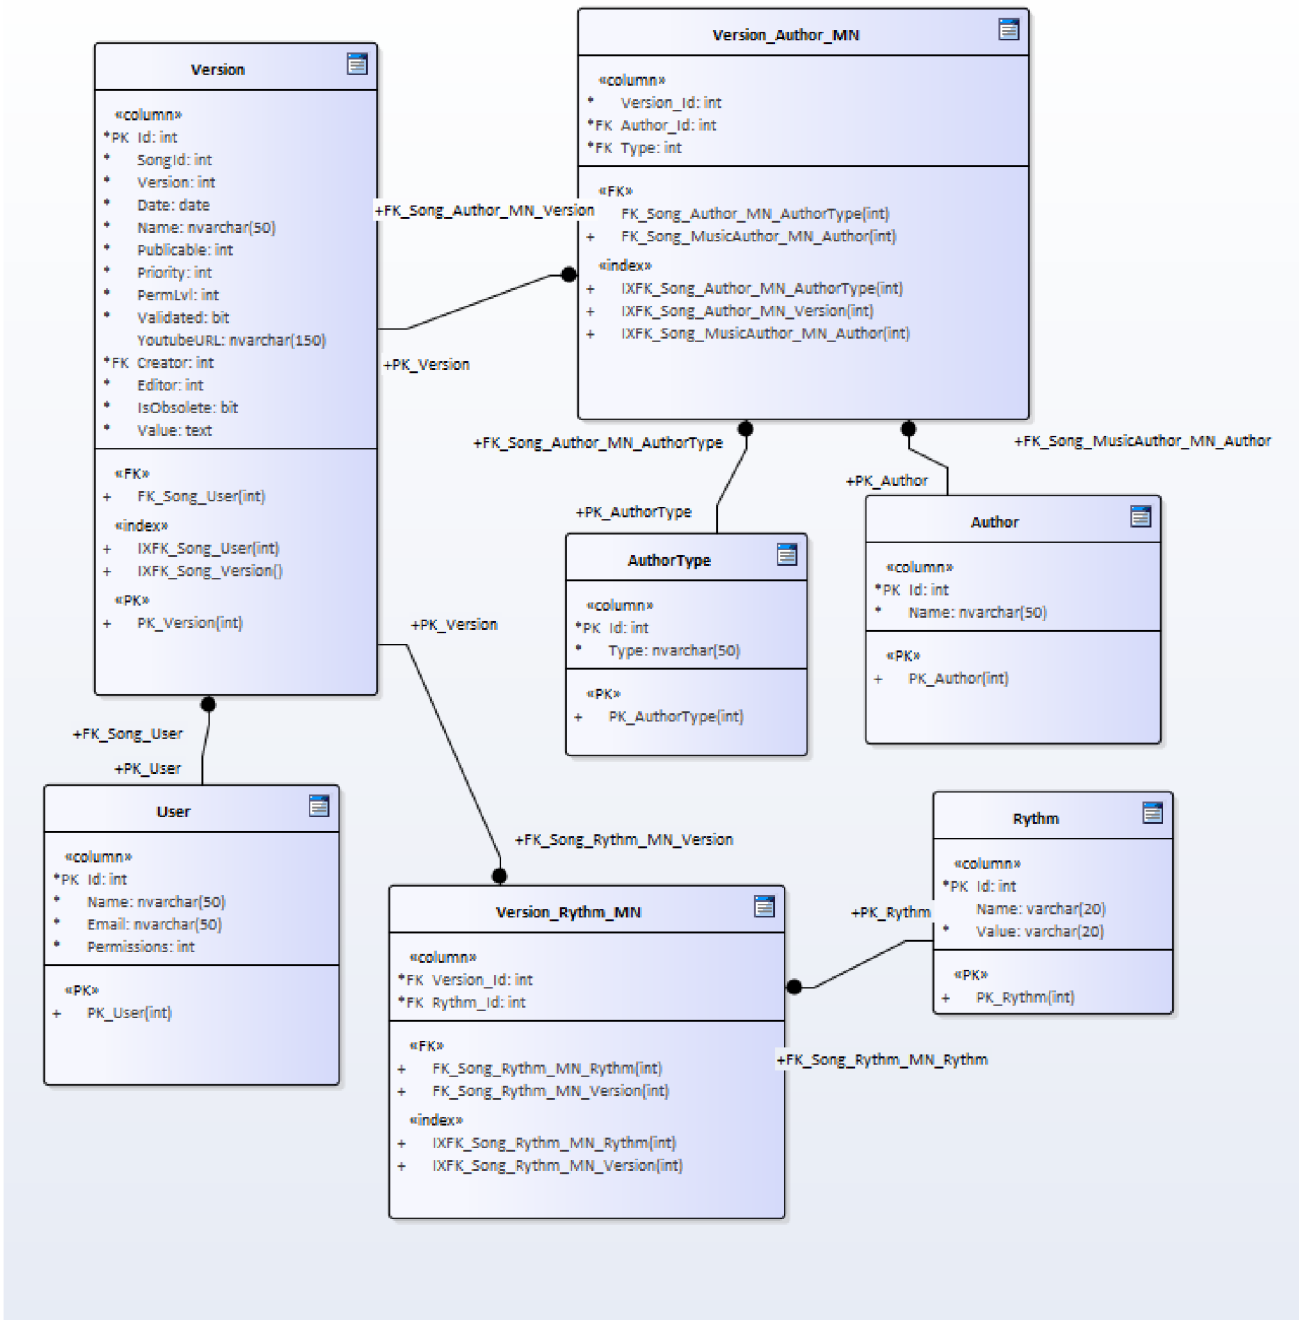 Version
«column»
*PK Id: int
* SongId: int
* Version: int
* Date: date
* Name: nvarchar(50)
* Publicable: int
* Priority: int
* PermLvl: int
* Validated: bit
YoutubeURL: nvarchar(150)
*FK Creator: int
* Editor: int
* IsObsolete: bit
* Value: text
«FK»
+ FK_Song_User(int)
«index»
+ IXFK_Song_User(int)
+ IXFK_Song_Version()
«PK»
+ PK_Version(int)
Version_Author_MN
«column»
* Version_Id: int
*FK Author_Id: int
*FK Type: int
«FK»
FK_Song_Author_MN_AuthorType(int)
+ FK_Song_MusicAuthor_MN_Author(int)
«index»
+ IXFK_Song_Author_MN_AuthorType(int)
+ IXFK_Song_Author_MN_Version(int)
+ IXFK_Song_MusicAuthor_MN_Author(int)
+FK_Song_Author_MN_Version
+PK_Version
+FK_Song_Author_MN_AuthorType
+PK_AuthorType
+FK_Song_MusicAuthor_MN_Author
+PK_Author
AuthorType
«column»
*PK Id: int
* Type: nvarchar(50)
«PK»
+ PK_AuthorType(int)
Author
«column»
*PK Id: int
* Name: nvarchar(50)
«PK»
+ PK_Author(int)
+PK_Version
+FK_Song_User
+PK_User
User
«column»
*PK Id: int
* Name: nvarchar(50)
* Email: nvarchar(50)
* Permissions: int
«PK»
+ PK_User(int)
+FK_Song_Rythm_MN_Version
Version_Rythm_MN
«column»
*FK Version_Id: int
*FK Rythm_Id: int
«FK»
+ FK_Song_Rythm_MN_Rythm(int)
+ FK_Song_Rythm_MN_Version(int)
«index»
+ IXFK_Song_Rythm_MN_Rythm(int)
+ IXFK_Song_Rythm_MN_Version(int)
+PK_Rythm
+FK_Song_Rythm_MN_Rythm
Rythm
«column»
*PK Id: int
Name: varchar(20)
* Value: varchar(20)
«PK»
+ PK_Rythm(int)